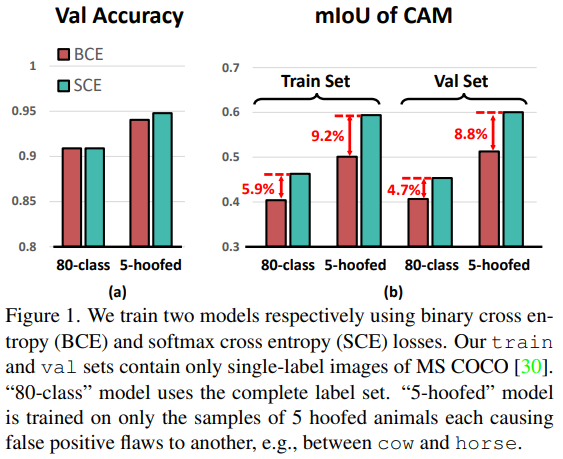 Val Accuracy
mIoU of CAM
BCE
SCE
1
0.95
0.9
0.85
0.8
80-class 5-hoofed
(a)
0.7
0.6
0.5
0.4
0.3
Train Set
Val Set
5.9%
9.2%
4.7%
8.8%
80-class 5-hoofed 80-class 5-hoofed
(b)
Figure 1. We train two models respectively using binary cross en-
tropy (BCE) and softmax cross entropy (SCE) losses. Our train
and val sets contain only single-label images of MS COCO [30].
“80-class” model uses the complete label set. “5-hoofed” model
is trained on only the samples of 5 hoofed animals each causing
false positive flaws to another, e.g., between cow and horse.